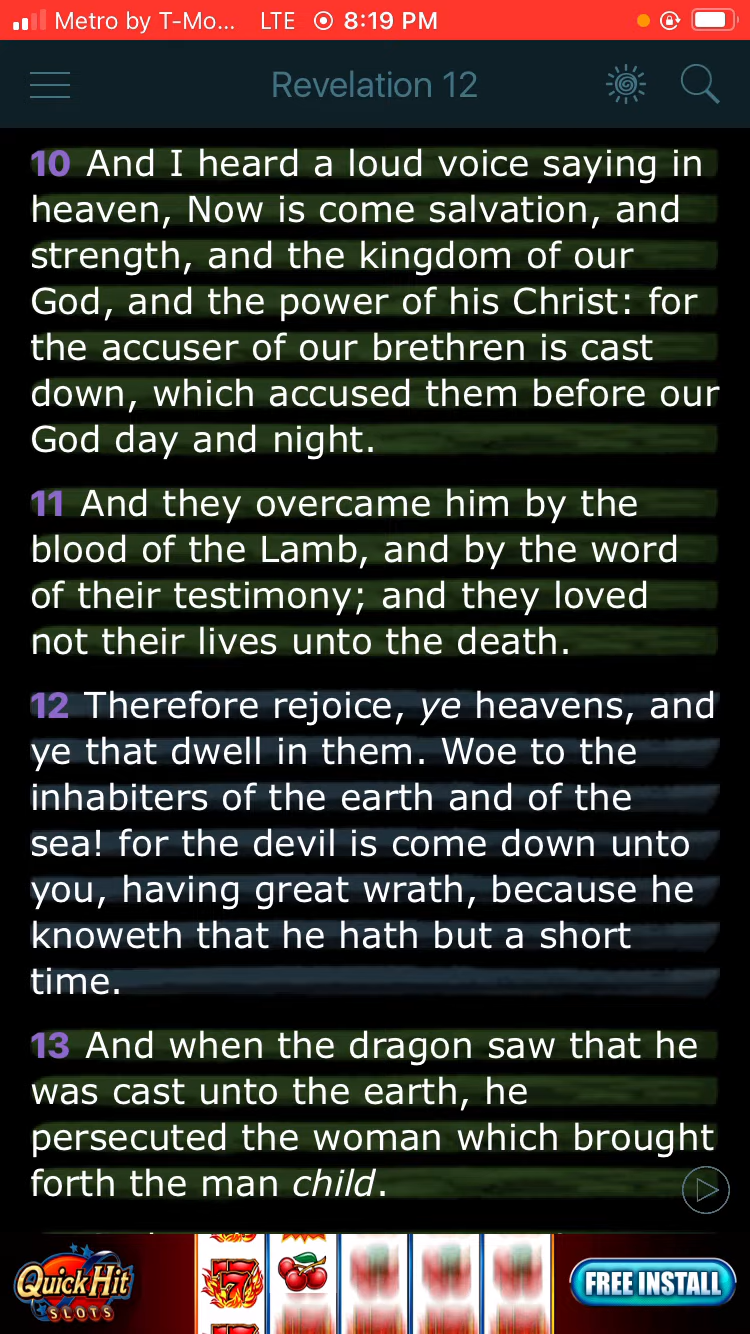 Metro by T-Mo... LTE 8:19 PM
Revelation 12
10 And I heard a loud voice saying in
heaven, Now is come salvation, and
strength, and the kingdom of our
God, and the power of his Christ: for
the accuser of our brethren is cast
down, which accused them before our
God day and night.
11 And they overcame him by the
blood of the Lamb, and by the word
of their testimony; and they loved
not their lives unto the death.
12 Therefore rejoice, ye heavens, and
ye that dwell in them. Woe to the
inhabiters of the earth and of the
sea! for the devil is come down unto
you, having great wrath, because he
knoweth that he hath but a short
time.
13 And when the dragon saw that he
was cast unto the earth, he
persecuted the woman which brought
forth the man child.
Quick Hit
SLOTS
7
FREE INSTALL